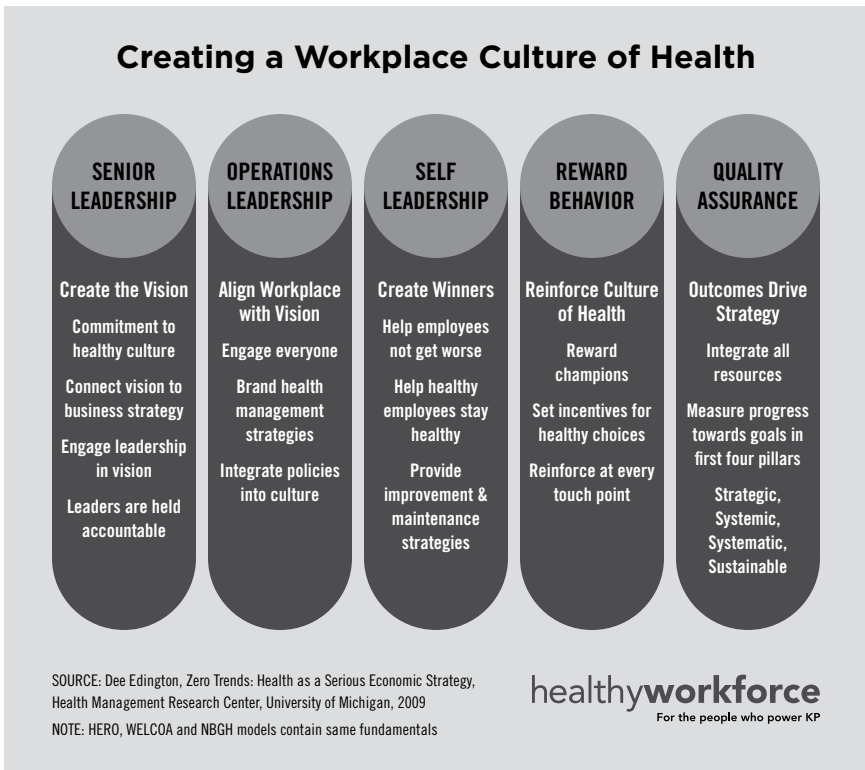 Creating a Workplace Culture of Health
SENIOR
LEADERSHIP
Create the Vision
Commitment to
healthy culture
Connect vision to
business strategy
Engage leadership
in vision
Leaders are held
accountable
OPERATIONS
LEADERSHIP
Align Workplace
with Vision
Engage everyone
Brand health
management
strategies
Integrate policies
into culture
SELF
LEADERSHIP
Create Winners
Help employees
not get worse
Help healthy
employees stay
healthy
Provide
improvement &
maintenance
strategies
REWARD
BEHAVIOR
Reinforce Culture
of Health
Reward
champions
Set incentives for
healthy choices
Reinforce at every
touch point
QUALITY
ASSURANCE
Outcomes Drive
Strategy
Integrate all
resources
Measure progress
towards goals in
first four pillars
Strategic,
Systemic,
Systematic,
Sustainable
SOURCE: Dee Edington, Zero Trends: Health as a Serious Economic Strategy,
Health Management Research Center, University of Michigan, 2009
NOTE: HERO, WELCOA and NBGH models contain same fundamentals
healthyworkforce
For the people who power KP